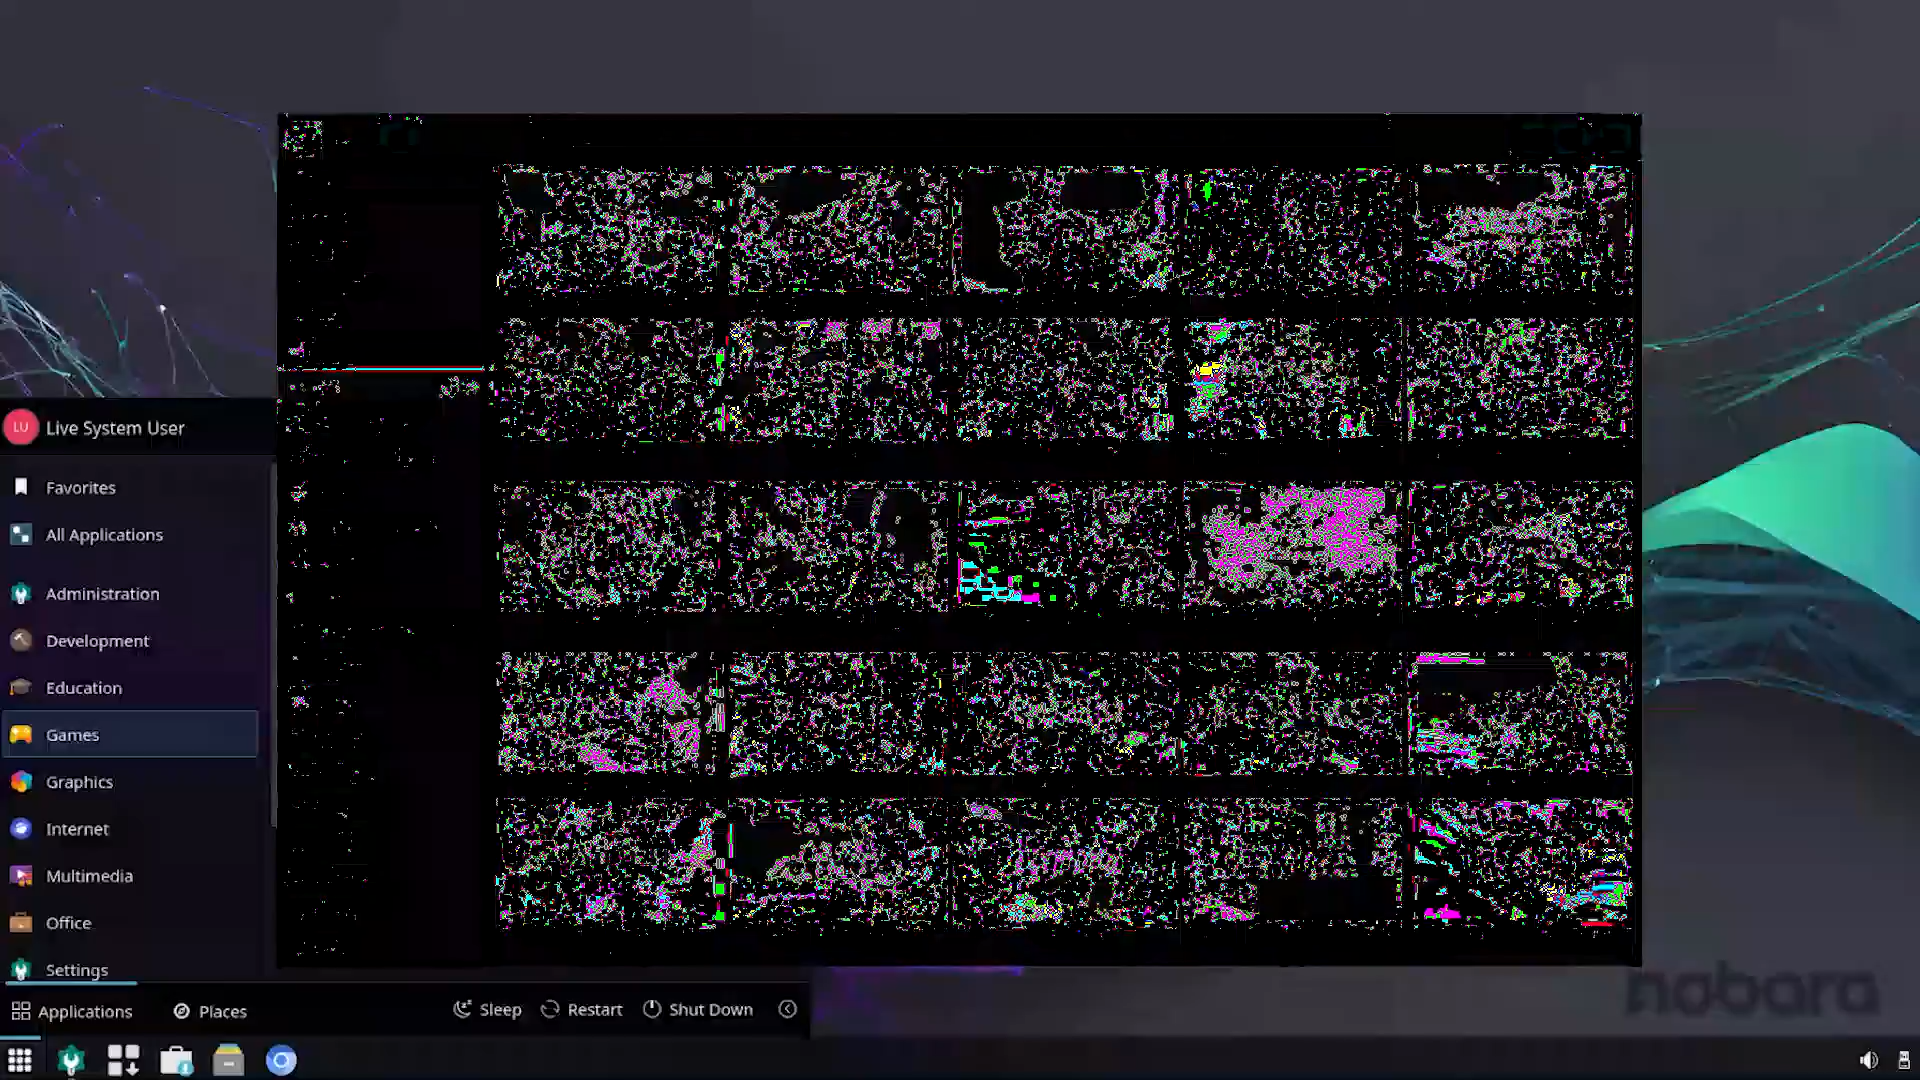 LU Live System User
Favorites
All Applications
Administration
Development
Education
Games
Graphics
Internet
Multimedia
Office
Settings
Applications Places Sleep Restart Shut Down
nobara